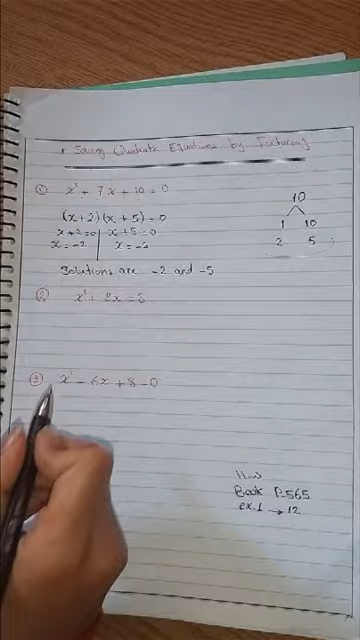 * Solving Quadratic Equations by Factoring
① x² + 7x + 10 = 0
(x+2)(x+5)=0
x+2=0 | x+5=0
x=-2 | x=-5
Solutions are -2 and -5
10
1 10
2 5
② x² + 2x = 8
③ x² - 6x + 8 = 0
H.W
Book P.565
ex.1 → 12